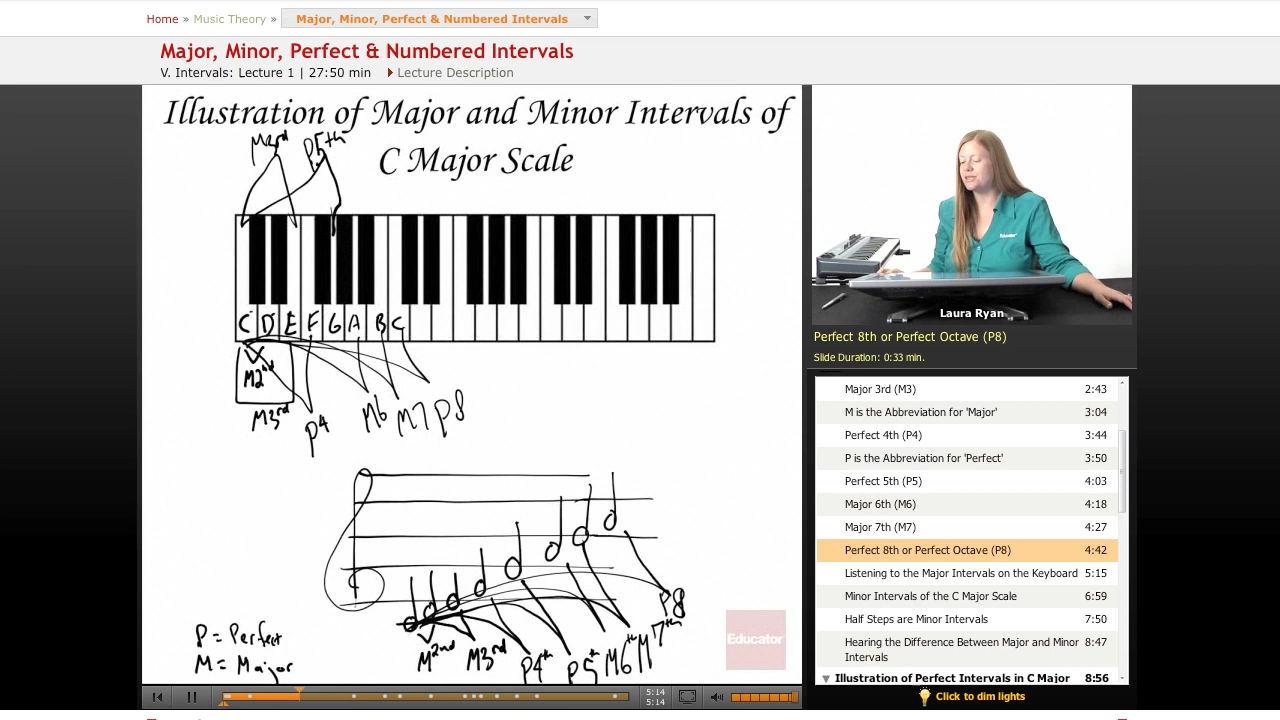 Home » Music Theory » Major, Minor, Perfect & Numbered Intervals
Major, Minor, Perfect & Numbered Intervals
V. Intervals: Lecture 1 | 27:50 min Lecture Description
Illustration of Major and Minor Intervals of
C Major Scale
M3rd P5th
C D E F G A B C
M2nd
M3rd
P4
M6 M7 P8
M2nd M3rd P4th P5th M6th M7th P8
P = Perfect
M = Major
Educator
5:14
5:14
Educator
Laura Ryan
Perfect 8th or Perfect Octave (P8)
Slide Duration: 0:33 min.
Major 3rd (M3) 2:43
M is the Abbreviation for 'Major' 3:04
Perfect 4th (P4) 3:44
P is the Abbreviation for 'Perfect' 3:50
Perfect 5th (P5) 4:03
Major 6th (M6) 4:18
Major 7th (M7) 4:27
Perfect 8th or Perfect Octave (P8) 4:42
Listening to the Major Intervals on the Keyboard 5:15
Minor Intervals of the C Major Scale 6:59
Half Steps are Minor Intervals 7:50
Hearing the Difference Between Major and Minor 8:47
Intervals
Illustration of Perfect Intervals in C Major 8:56
Click to dim lights